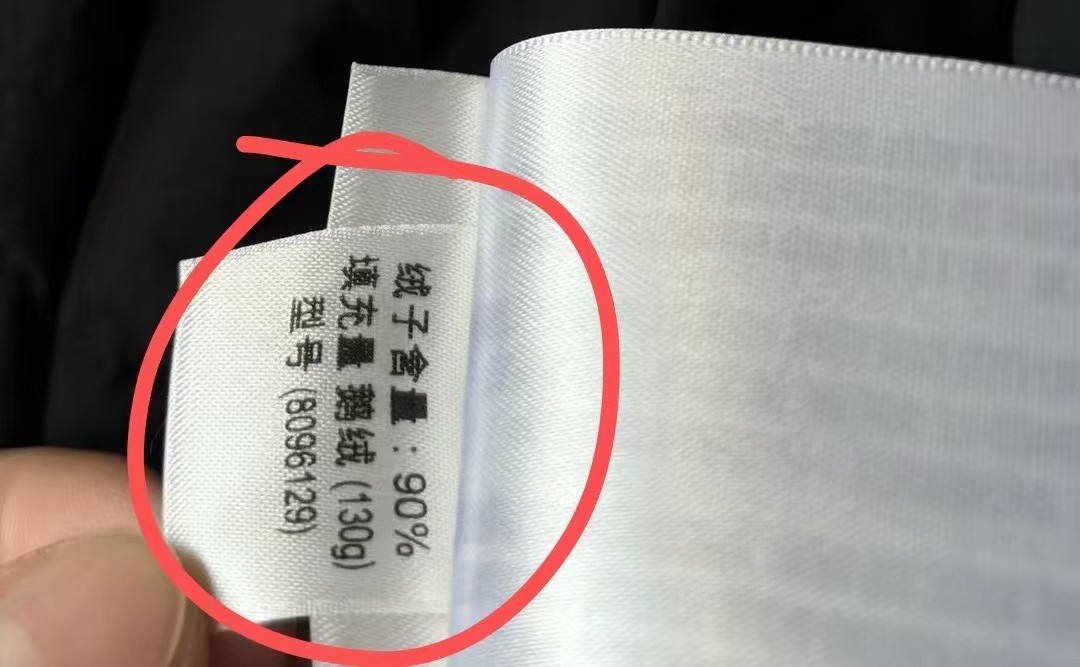 绒子含量：90%
填充量 鹅绒 (130g)
型号 (8096129)